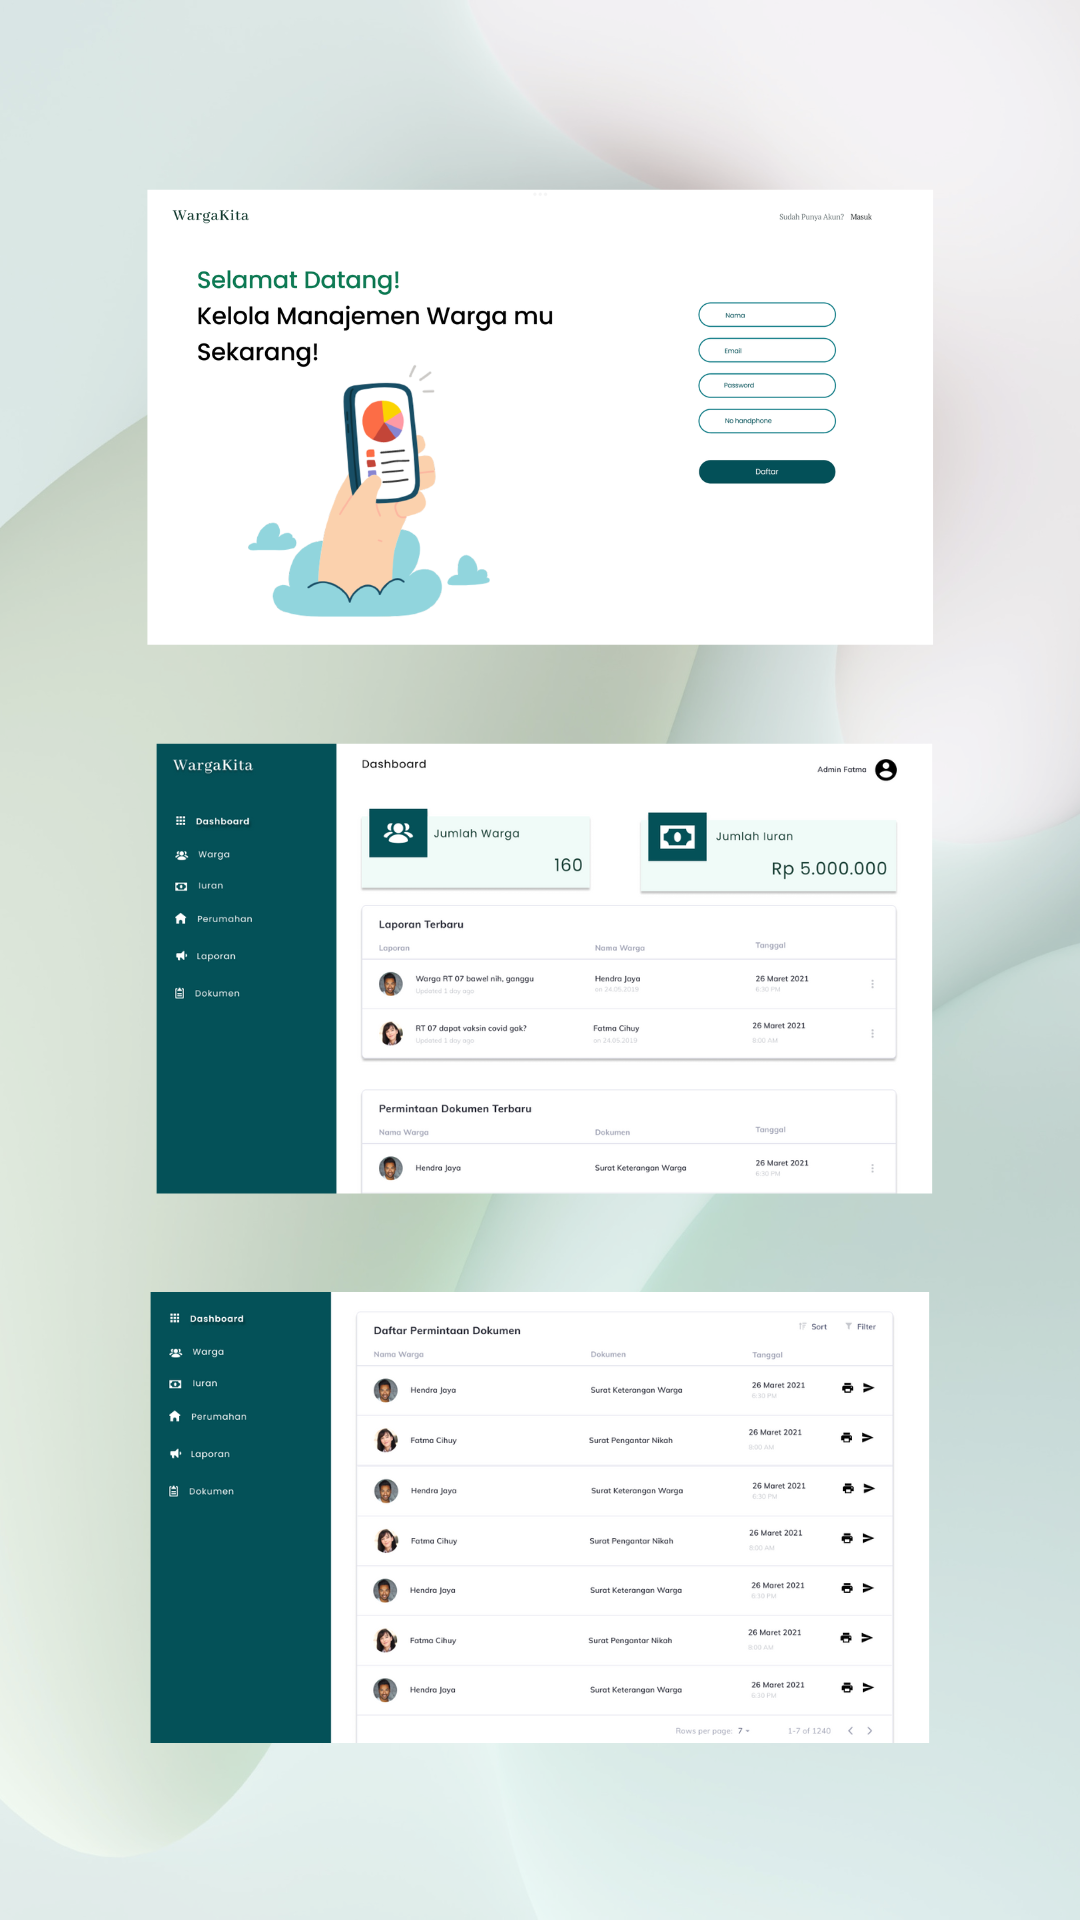 WargaKita
Sudah Punya Akun? Masuk
Selamat Datang!
Kelola Manajemen Warga mu
Sekarang!
Nama
Email
Password
No handphone
Daftar
WargaKita
Dashboard
Warga
Iuran
Perumahan
Laporan
Dokumen
Dashboard
Admin Fatma
Jumlah Warga
160
Jumlah Iuran
Rp 5.000.000
Laporan Terbaru
Laporan Nama Warga Tanggal
Warga RT 07 bawel nih, ganggu Hendra Jaya 26 Maret 2021
Updated 1 day ago on 24.05.2019 6:30 PM
RT 07 dapat vaksin covid gak? Fatma Cihuy 26 Maret 2021
Updated 1 day ago on 24.05.2019 8:00 AM
Permintaan Dokumen Terbaru
Nama Warga Dokumen Tanggal
Hendra Jaya Surat Keterangan Warga 26 Maret 2021
6:30 PM
Dashboard
Warga
Iuran
Perumahan
Laporan
Dokumen
Daftar Permintaan Dokumen Sort Filter
Nama Warga Dokumen Tanggal
Hendra Jaya Surat Keterangan Warga 26 Maret 2021
6:30 PM
Fatma Cihuy Surat Pengantar Nikah 26 Maret 2021
8:00 AM
Hendra Jaya Surat Keterangan Warga 26 Maret 2021
6:30 PM
Fatma Cihuy Surat Pengantar Nikah 26 Maret 2021
8:00 AM
Hendra Jaya Surat Keterangan Warga 26 Maret 2021
6:30 PM
Fatma Cihuy Surat Pengantar Nikah 26 Maret 2021
8:00 AM
Hendra Jaya Surat Keterangan Warga 26 Maret 2021
6:30 PM
Rows per page: 7 1-7 of 1240